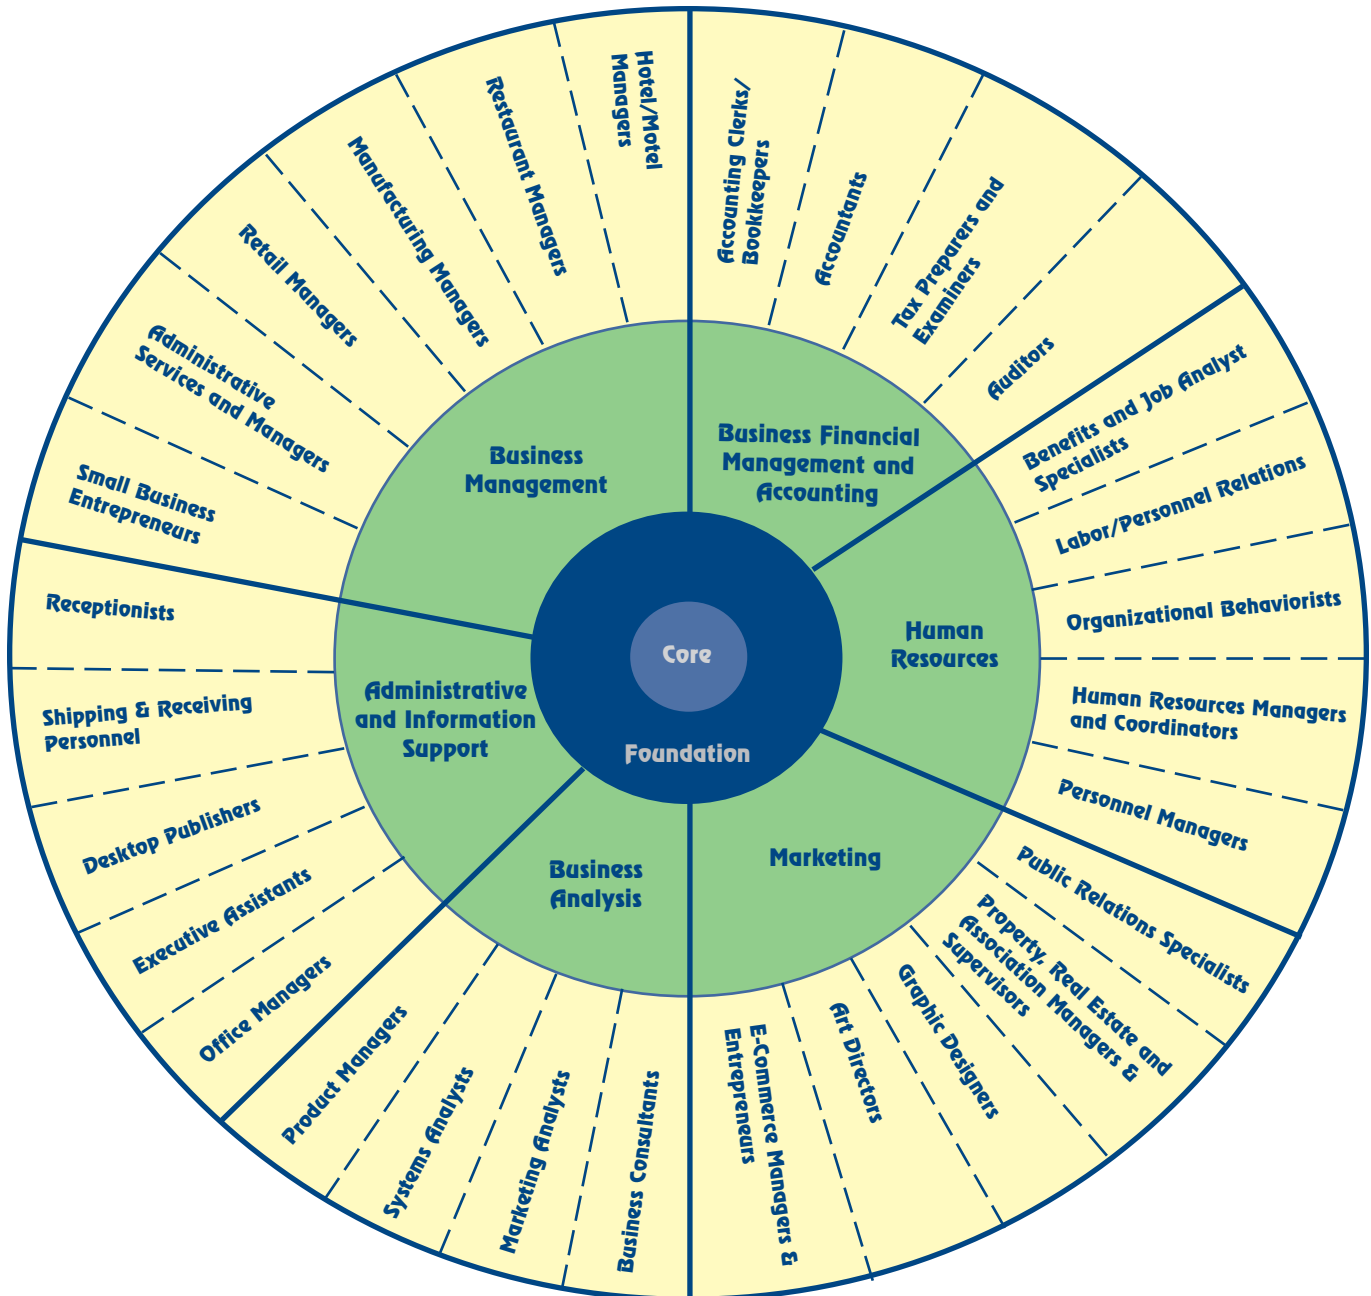 Hotel/Motel
Managers
Restaurant Managers
Manufacturing Managers
Retail Managers
Administrative
Services and Managers
Small Business
Entrepreneurs
Accounting Clerks/
Bookkeepers
Accountants
Tax Preparers and
Examiners
Auditors
Benefits and Job Analyst
Specialists
Labor/Personnel Relations
Organizational Behaviorists
Human Resources Managers
and Coordinators
Personnel Managers
Public Relations Specialists
Property, Real Estate and
Association Managers &
Supervisors
Graphic Designers
Art Directors
E-Commerce Managers &
Entrepreneurs
Business Consultants
Marketing Analysts
Systems Analysts
Product Managers
Office Managers
Executive Assistants
Desktop Publishers
Shipping & Receiving
Personnel
Receptionists
Business
Management
Business Financial
Management and
Accounting
Human
Resources
Marketing
Business
Analysis
Administrative
and Information
Support
Core
Foundation